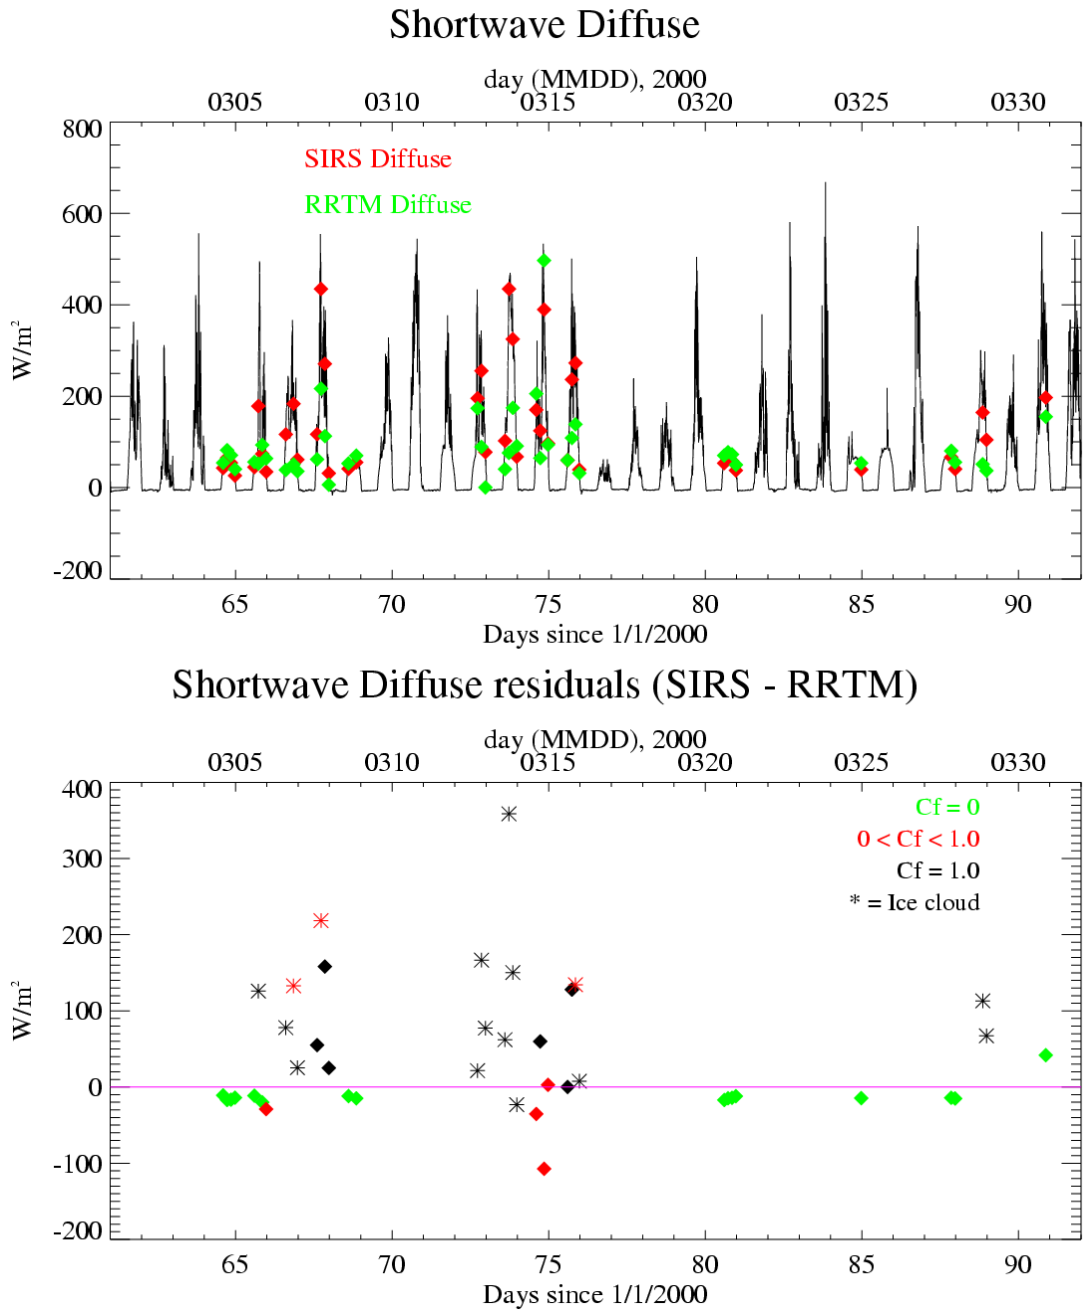 Shortwave Diffuse
day (MMDD), 2000
0305 0310 0315 0320 0325 0330
800
SIRS Diffuse
RRTM Diffuse
600
400
W/m²
200
0
-200
65 70 75 80 85 90
Days since 1/1/2000
Shortwave Diffuse residuals (SIRS - RRTM)
day (MMDD), 2000
0305 0310 0315 0320 0325 0330
400
Cf = 0
0 < Cf < 1.0
Cf = 1.0
* = Ice cloud
300
200
W/m²
100
0
-100
-200
65 70 75 80 85 90
Days since 1/1/2000